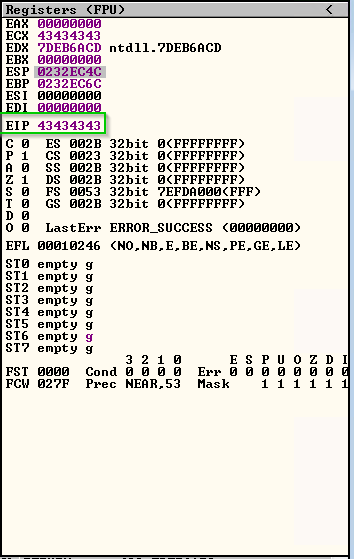 Registers (FPU) <
EAX 00000000
ECX 43434343
EDX 7DEB6ACD ntdll.7DEB6ACD
EBX 00000000
ESP 0232EC4C
EBP 0232EC6C
ESI 00000000
EDI 00000000
EIP 43434343
C 0 ES 002B 32bit 0(FFFFFFFF)
P 1 CS 0023 32bit 0(FFFFFFFF)
A 0 SS 002B 32bit 0(FFFFFFFF)
Z 1 DS 002B 32bit 0(FFFFFFFF)
S 0 FS 0053 32bit 7EFDA000(FFF)
T 0 GS 002B 32bit 0(FFFFFFFF)
D 0
O 0 LastErr ERROR_SUCCESS (00000000)
EFL 00010246 (NO,NB,E,BE,NS,PE,GE,LE)
ST0 empty g
ST1 empty g
ST2 empty g
ST3 empty g
ST4 empty g
ST5 empty g
ST6 empty g
ST7 empty g
3 2 1 0 E S P U O Z D I
FST 0000 Cond 0 0 0 0 Err 0 0 0 0 0 0 0 0
FCW 027F Prec NEAR,53 Mask 1 1 1 1 1 1